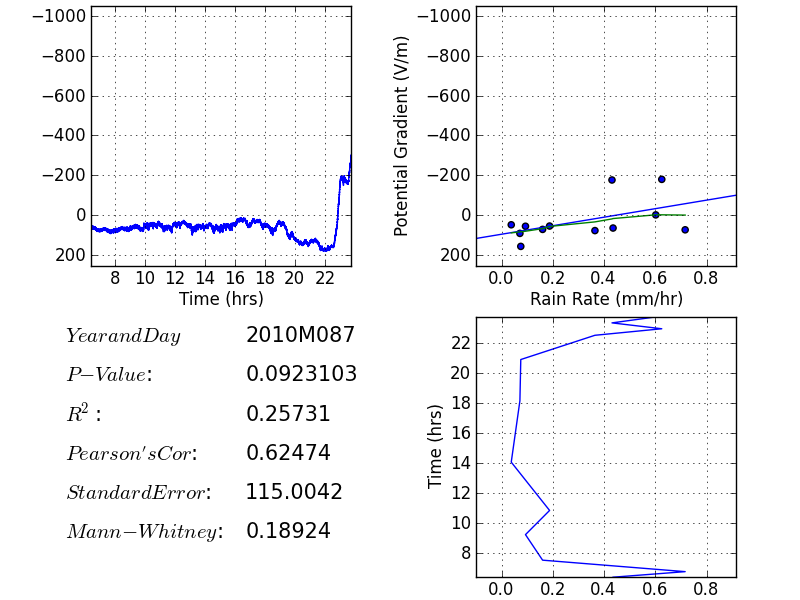 −1000
−800
−600
−400
−200
0
200
8 10 12 14 16 18 20 22
Time (hrs)
Potential Gradient (V/m)
−1000
−800
−600
−400
−200
0
200
0.0 0.2 0.4 0.6 0.8
Rain Rate (mm/hr)
YearandDay 2010M087
P−Value: 0.0923103
R² : 0.25731
Pearson'sCor: 0.62474
StandardError: 115.0042
Mann−Whitney: 0.18924
Time (hrs)
22
20
18
16
14
12
10
8
0.0 0.2 0.4 0.6 0.8